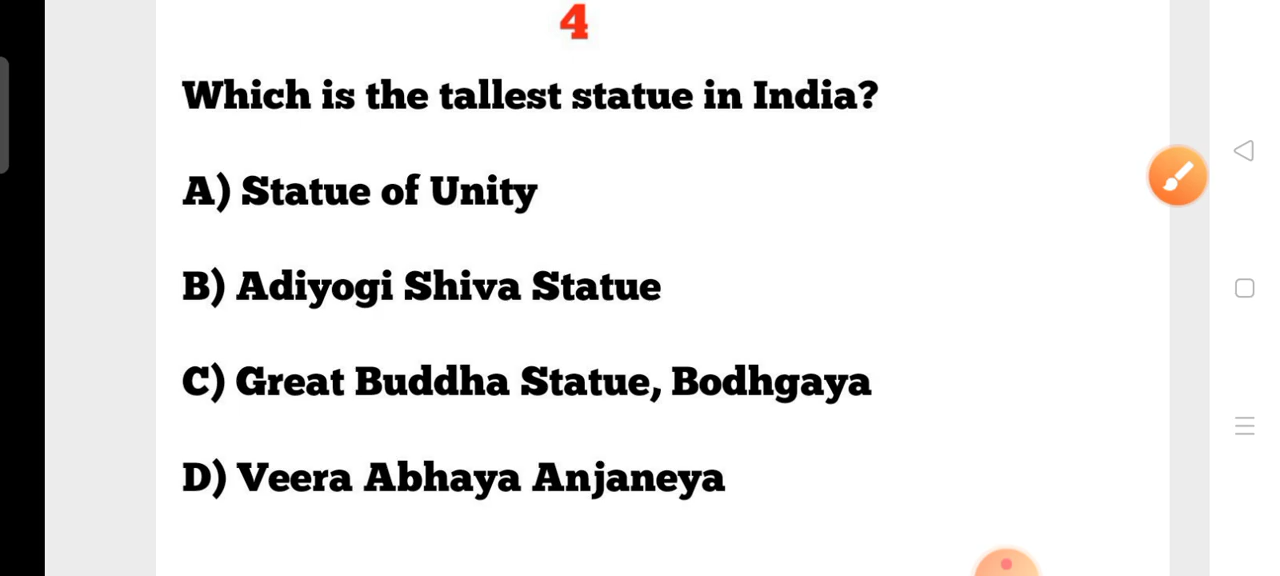 4
Which is the tallest statue in India?
A) Statue of Unity
B) Adiyogi Shiva Statue
C) Great Buddha Statue, Bodhgaya
D) Veera Abhaya Anjaneya